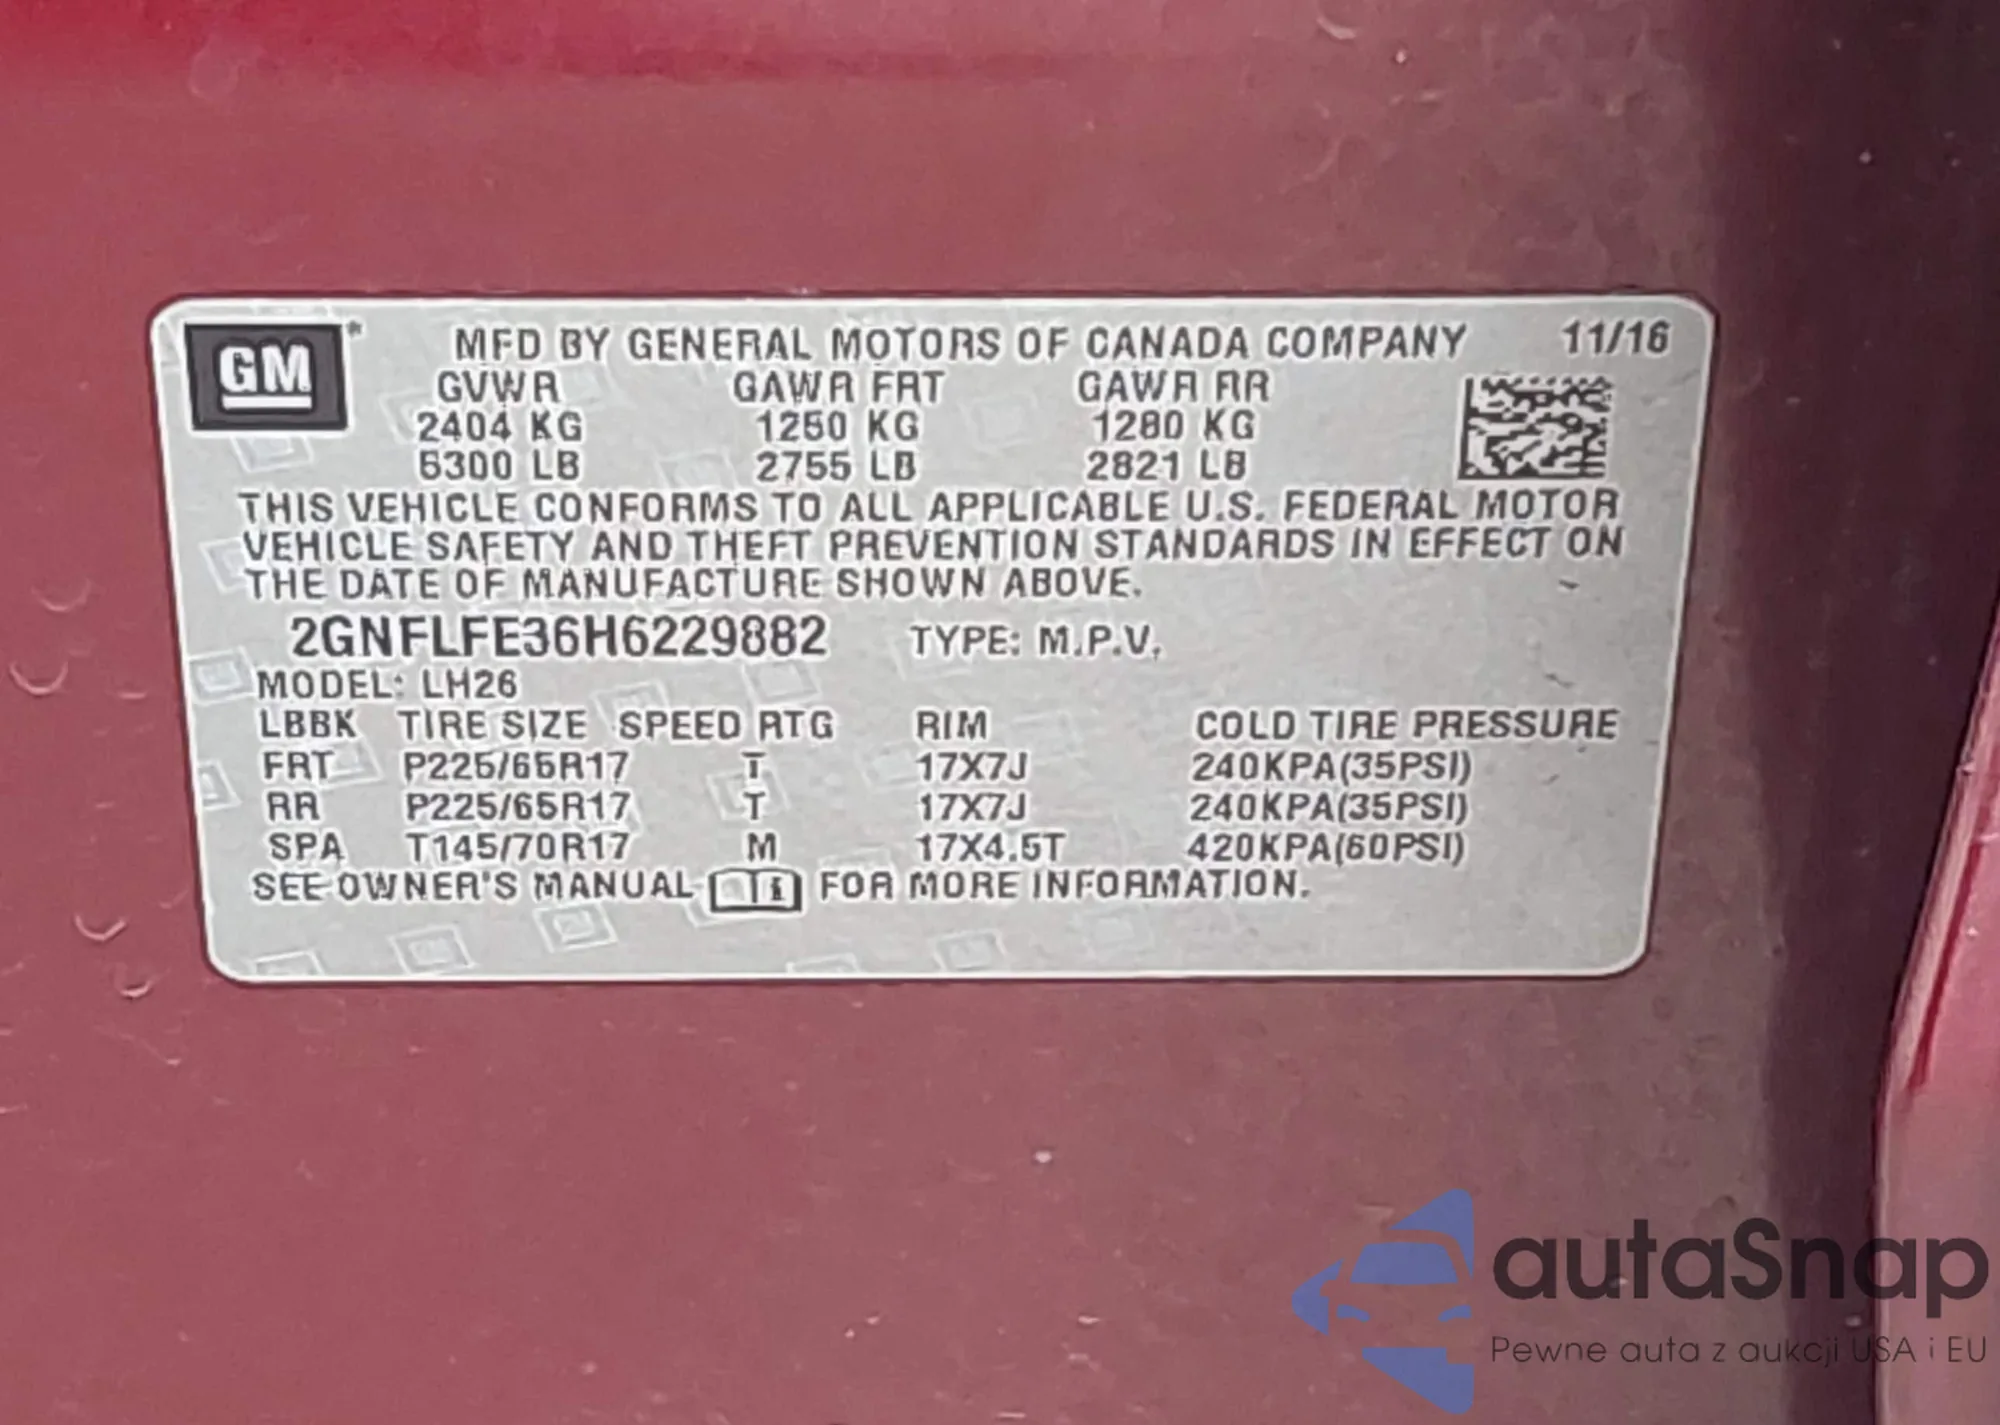 GM® MFD BY GENERAL MOTORS OF CANADA COMPANY 11/16
GVWR GAWR FRT GAWR RR
2404 KG 1250 KG 1280 KG
5300 LB 2755 LB 2821 LB
THIS VEHICLE CONFORMS TO ALL APPLICABLE U.S. FEDERAL MOTOR
VEHICLE SAFETY AND THEFT PREVENTION STANDARDS IN EFFECT ON
THE DATE OF MANUFACTURE SHOWN ABOVE.
2GNFLFE36H6229882 TYPE: M.P.V.
MODEL: LH26
LBBK TIRE SIZE SPEED RTG RIM COLD TIRE PRESSURE
FRT P225/65R17 T 17X7J 240KPA(35PSI)
RR P225/65R17 T 17X7J 240KPA(35PSI)
SPA T145/70R17 M 17X4.5T 420KPA(60PSI)
SEE OWNER'S MANUAL FOR MORE INFORMATION.
autaSnap
Pewne auta z aukcji USA i EU